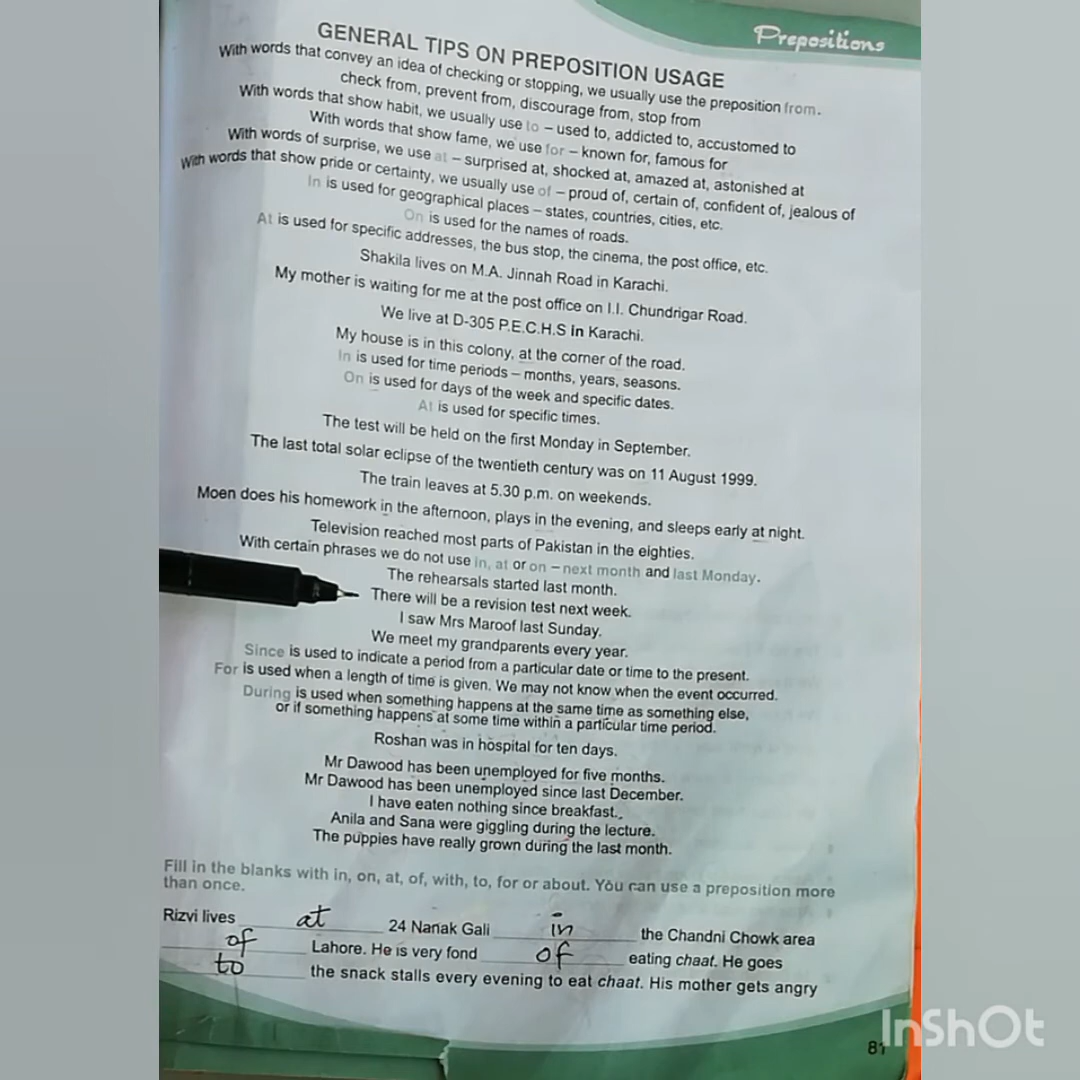 Prepositions
GENERAL TIPS ON PREPOSITION USAGE
With words that convey an idea of checking or stopping, we usually use the preposition from.
check from, prevent from, discourage from, stop from
With words that show habit, we usually use to – used to, addicted to, accustomed to
With words that show fame, we use for – known for, famous for
With words of surprise, we use at – surprised at, shocked at, amazed at, astonished at
With words that show pride or certainty, we usually use of – proud of, certain of, confident of, jealous of
In is used for geographical places – states, countries, cities, etc.
On is used for the names of roads.
At is used for specific addresses, the bus stop, the cinema, the post office, etc.
Shakila lives on M.A. Jinnah Road in Karachi.
My mother is waiting for me at the post office on I.I. Chundrigar Road.
We live at D-305 P.E.C.H.S in Karachi.
My house is in this colony, at the corner of the road.
In is used for time periods – months, years, seasons.
On is used for days of the week and specific dates.
At is used for specific times.
The test will be held on the first Monday in September.
The last total solar eclipse of the twentieth century was on 11 August 1999.
The train leaves at 5.30 p.m. on weekends.
Moen does his homework in the afternoon, plays in the evening, and sleeps early at night.
Television reached most parts of Pakistan in the eighties.
With certain phrases we do not use in, at or on – next month and last Monday.
The rehearsals started last month.
There will be a revision test next week.
I saw Mrs Maroof last Sunday.
We meet my grandparents every year.
Since is used to indicate a period from a particular date or time to the present.
For is used when a length of time is given. We may not know when the event occurred.
During is used when something happens at the same time as something else,
or if something happens at some time within a particular time period.
Roshan was in hospital for ten days.
Mr Dawood has been unemployed for five months.
Mr Dawood has been unemployed since last December.
I have eaten nothing since breakfast.
Anila and Sana were giggling during the lecture.
The puppies have really grown during the last month.
Fill in the blanks with in, on, at, of, with, to, for or about. You can use a preposition more
than once.
Rizvi lives at 24 Nanak Gali in the Chandni Chowk area
of Lahore. He is very fond of eating chaat. He goes
to the snack stalls every evening to eat chaat. His mother gets angry
81
InShOt